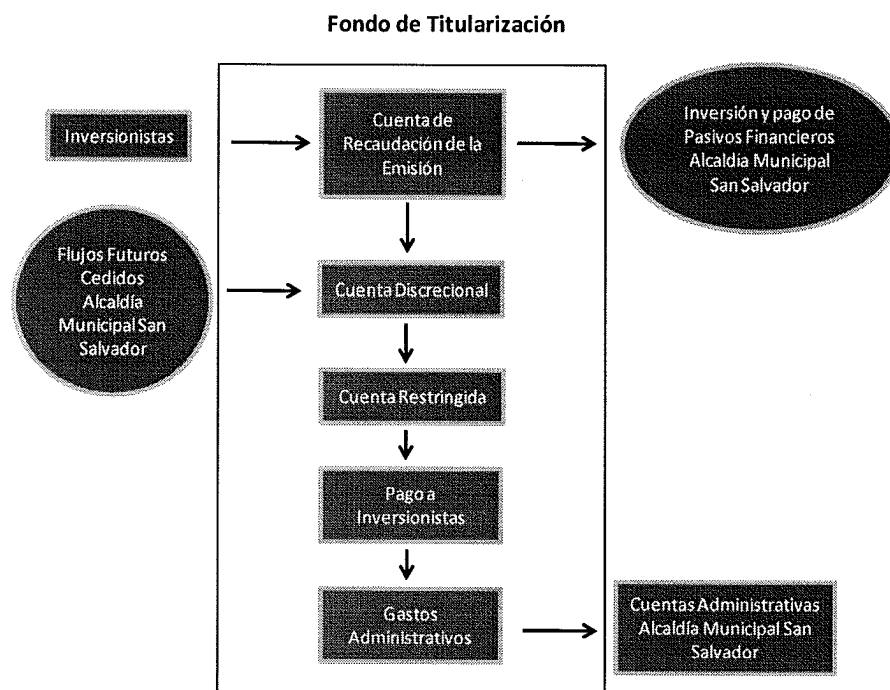 Fondo de Titularización
Inversionistas
Cuenta de
Recaudación de la
Emisión
Inversión y pago de
Pasivos Financieros
Alcaldía Municipal
San Salvador
Flujos Futuros
Cedidos
Alcaldía
Municipal San
Salvador
Cuenta Discrecional
Cuenta Restringida
Pago a
Inversionistas
Gastos
Administrativos
Cuentas Administrativas
Alcaldía Municipal San
Salvador